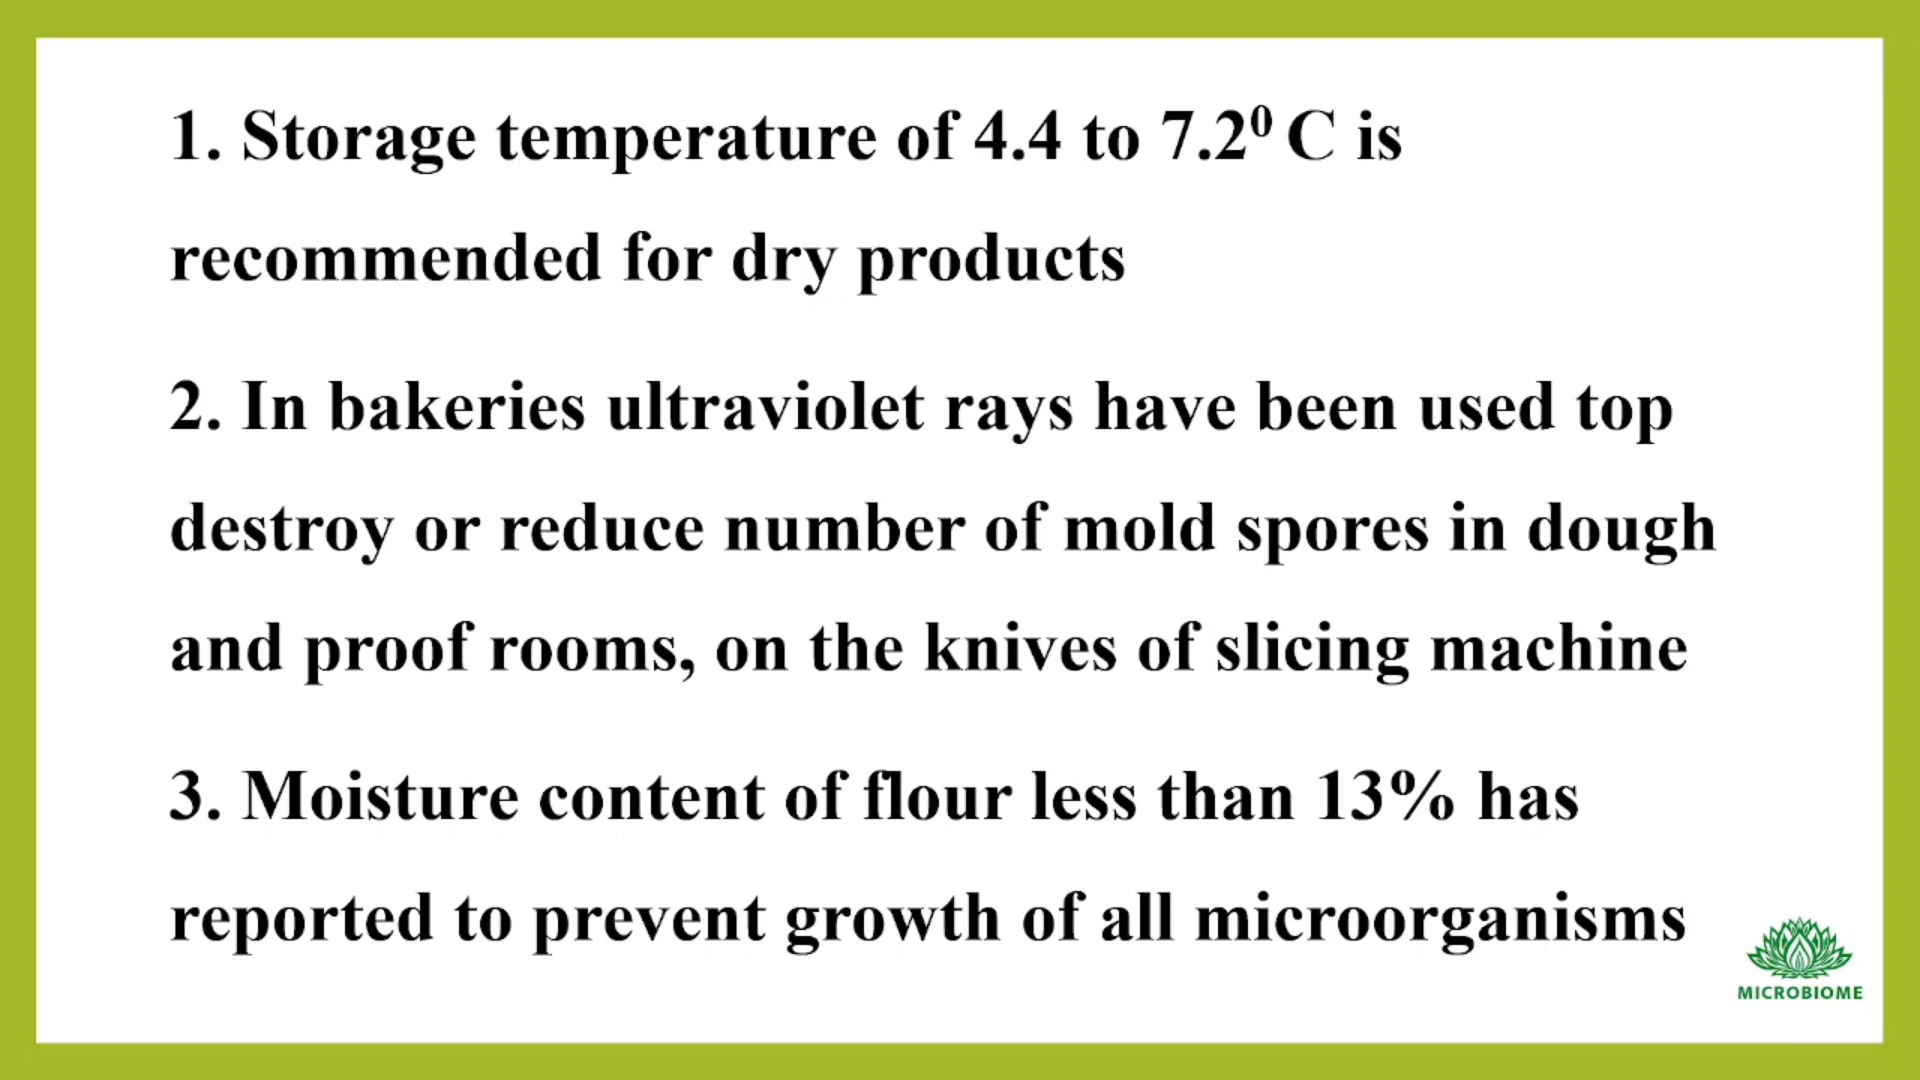 1. Storage temperature of 4.4 to 7.2⁰ C is
recommended for dry products
2. In bakeries ultraviolet rays have been used top
destroy or reduce number of mold spores in dough
and proof rooms, on the knives of slicing machine
3. Moisture content of flour less than 13% has
reported to prevent growth of all microorganisms
MICROBIOME